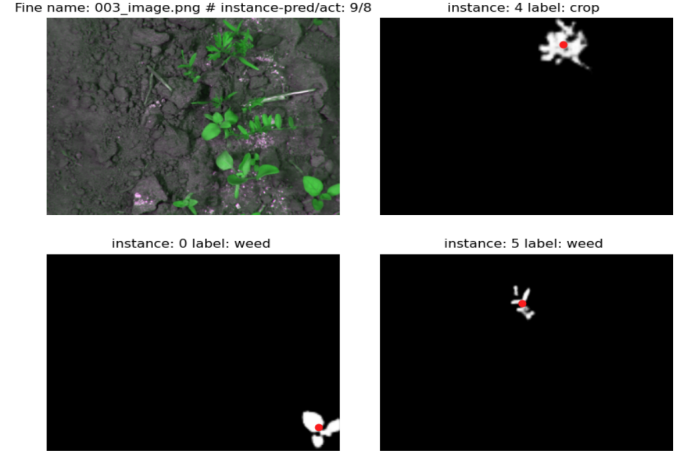 Fine name: 003_image.png # instance-pred/act: 9/8
instance: 4 label: crop
instance: 0 label: weed
instance: 5 label: weed